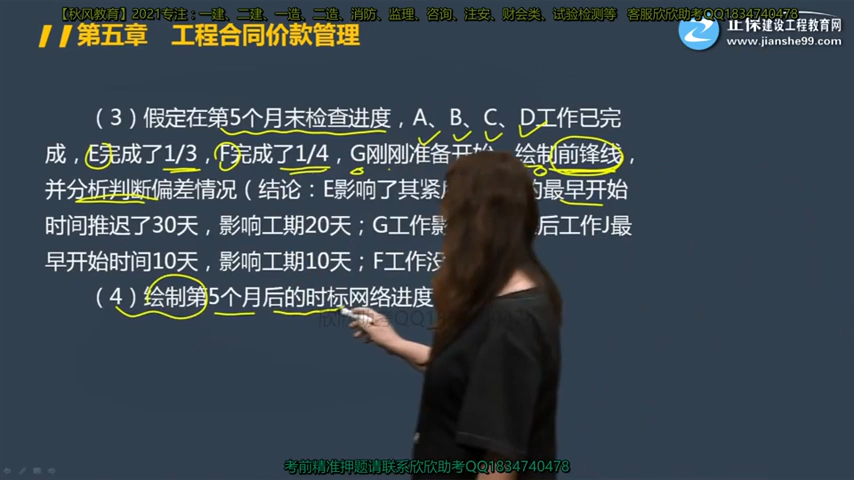 【秋风教育】2021专注:一建、二建、一造、二造、消防、监理、咨询、注安、财会类、试验检测等 客服欣欣助考QQ1834740478
第五章 工程合同价款管理
正保建设工程教育网
www.jianshe99.com
(3)假定在第5个月末检查进度,A、B、C、D工作已完
成,E完成了1/3,F完成了1/4,G刚刚准备开始 绘制前锋线,
并分析判断偏差情况(结论:E影响了其紧 的最早开始
时间推迟了30天,影响工期20天;G工作影 后工作J最
早开始时间10天,影响工期10天;F工作没
(4)绘制第5个月后的时标网络进度
考前精准押题请联系欣欣助考QQ1834740478